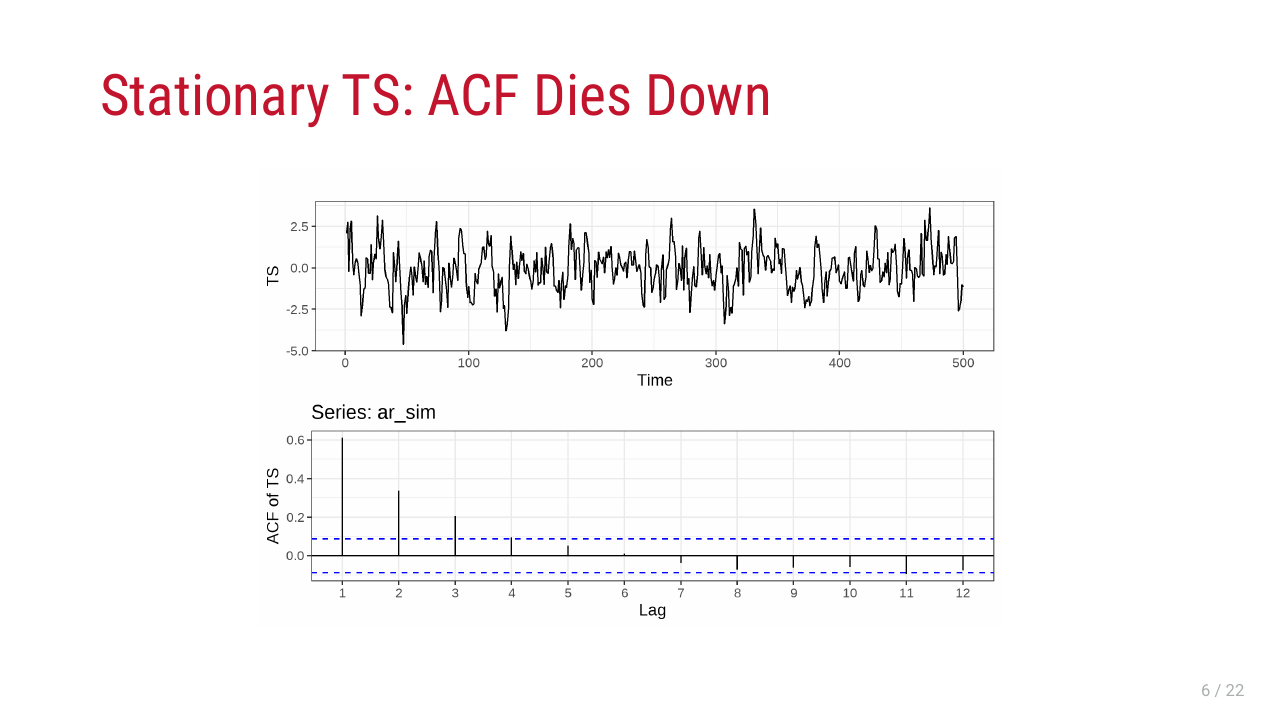 Stationary TS: ACF Dies Down
TS
2.5
0.0
-2.5
-5.0
0 100 200 300 400 500
Time
Series: ar_sim
ACF of TS
0.6
0.4
0.2
0.0
1 2 3 4 5 6 7 8 9 10 11 12
Lag
6 / 22